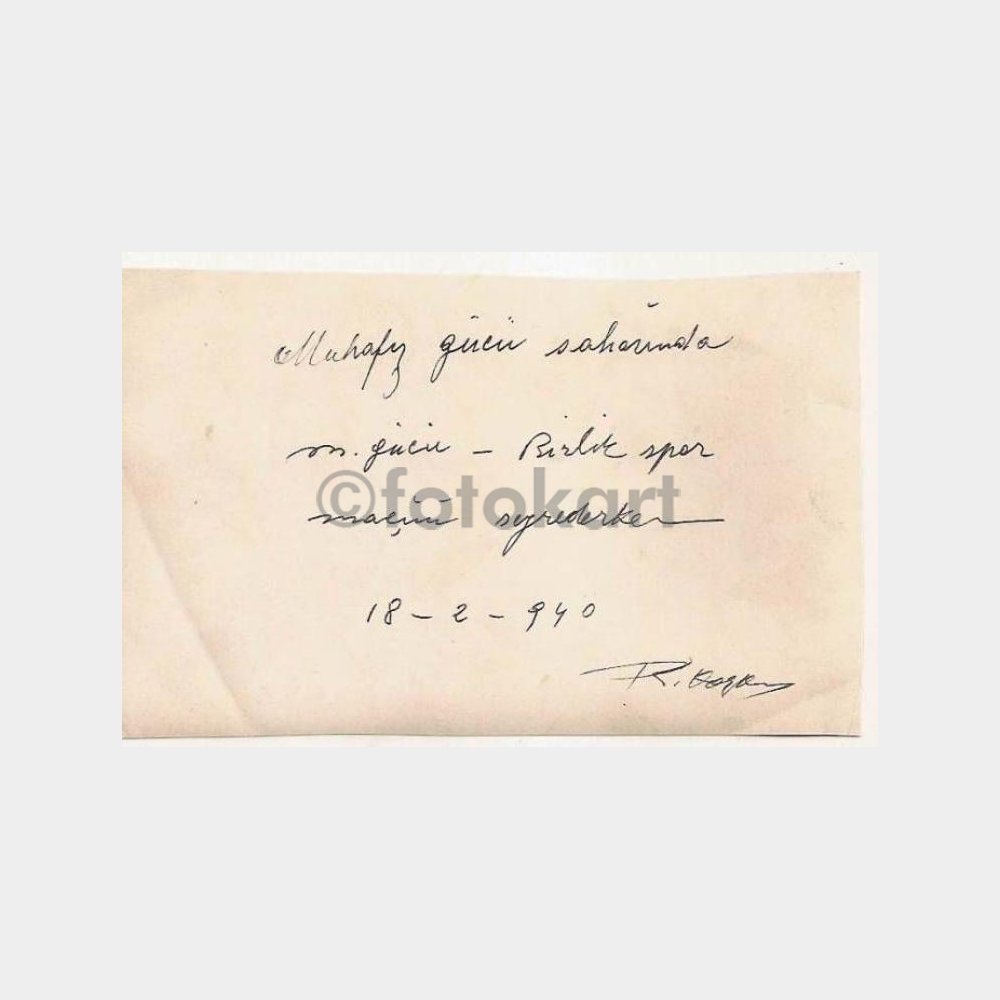 Muhafız gücü sahasında
m. gücü – Birlik spor
©fotokart
maçını seyrederken
18 – 2 – 940
R.